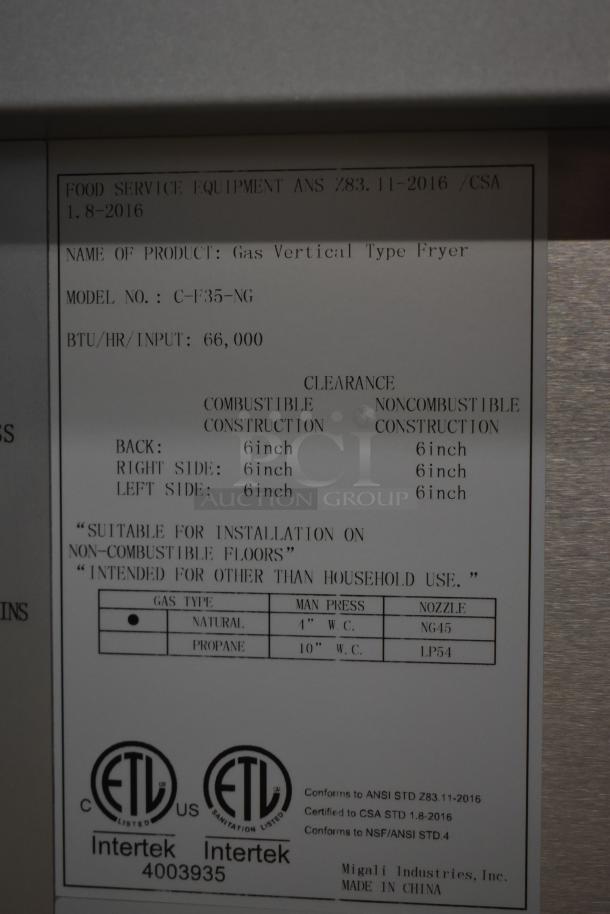 FOOD SERVICE EQUIPMENT ANS Z83.11-2016 /CSA
1.8-2016
NAME OF PRODUCT: Gas Vertical Type Fryer
MODEL NO.: C-F35-NG
BTU/HR/INPUT: 66,000
CLEARANCE
COMBUSTIBLE NONCOMBUSTIBLE
CONSTRUCTION CONSTRUCTION
BACK: 6inch 6inch
RIGHT SIDE: 6inch 6inch
LEFT SIDE: 6inch 6inch
PCI
AUCTION GROUP
"SUITABLE FOR INSTALLATION ON
NON-COMBUSTIBLE FLOORS"
"INTENDED FOR OTHER THAN HOUSEHOLD USE."
GAS TYPE MAN PRESS NOZZLE
● NATURAL 4" W.C. NG45
PROPANE 10" W.C. LP54
SS
INS
C ETL LISTED US
Intertek
ETL SANITATION LISTED
Intertek
4003935
Conforms to ANSI STD Z83.11-2016
Certified to CSA STD 1.8-2016
Conforms to NSF/ANSI STD.4
Migali Industries, Inc.
MADE IN CHINA